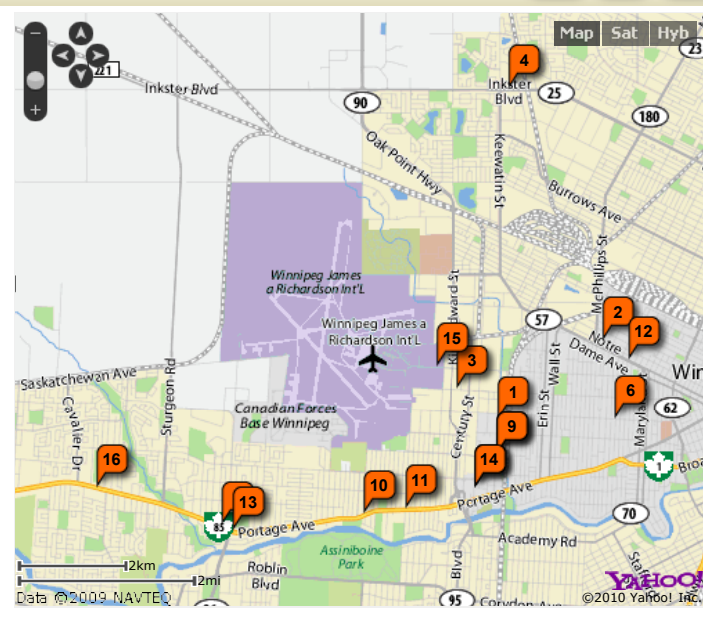 Map
Sat
Hyb
23
221
Inkster Blvd
90
4
Inkster
Blvd
25
180
Oak Point Hwy
Keewatin St
Burrows Ave
McPhillips St
Winnipeg James
a Richardson Int'L
Winnipeg James a
Richardson Int'L
57
2
12
Notre
Dame Ave
15
3
Wall St
Erin St
1
9
6
62
Saskatchewan Ave
Sturgeon Rd
Cavalier Dr
Canadian Forces
Base Winnipeg
Century St
14
16
10
11
13
85
1
Portage Ave
Portage Ave
70
Academy Rd
Assiniboine
Park
Roblin
Blvd
Blvd
95
2km
2mi
YAHOO!
Data ©2009 NAVTEQ
©2010 Yahoo! Inc.